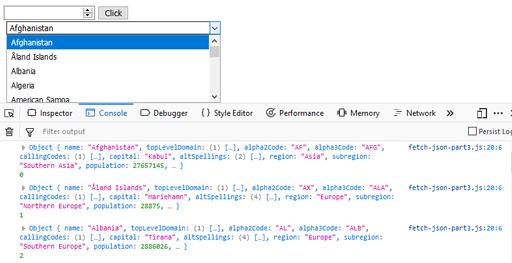 Click
Afghanistan
Afghanistan
Åland Islands
Albania
Algeria
American Samoa
Inspector Console Debugger Style Editor Performance Memory Network
Filter output Persist Log
Object { name: "Afghanistan", topLevelDomain: (1) […], alpha2Code: "AF", alpha3Code: "AFG", fetch-json-part3.js:20:6
callingCodes: (1) […], capital: "Kabul", altSpellings: (2) […], region: "Asia", subregion:
"Southern Asia", population: 27657145, … }
0
Object { name: "Åland Islands", topLevelDomain: (1) […], alpha2Code: "AX", alpha3Code: "ALA", fetch-json-part3.js:20:6
callingCodes: (1) […], capital: "Mariehamn", altSpellings: (4) […], region: "Europe", subregion:
"Northern Europe", population: 28875, … }
1
Object { name: "Albania", topLevelDomain: (1) […], alpha2Code: "AL", alpha3Code: "ALB", fetch-json-part3.js:20:6
callingCodes: (1) […], capital: "Tirana", altSpellings: (4) […], region: "Europe", subregion:
"Southern Europe", population: 2886026, … }
2